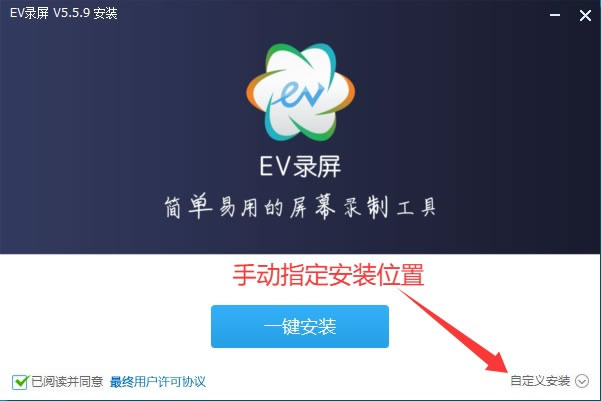 EV录屏 V5.5.9 安装
ev
EV录屏
简单易用的屏幕录制工具
手动指定安装位置
一键安装
已阅读并同意 最终用户许可协议
自定义安装